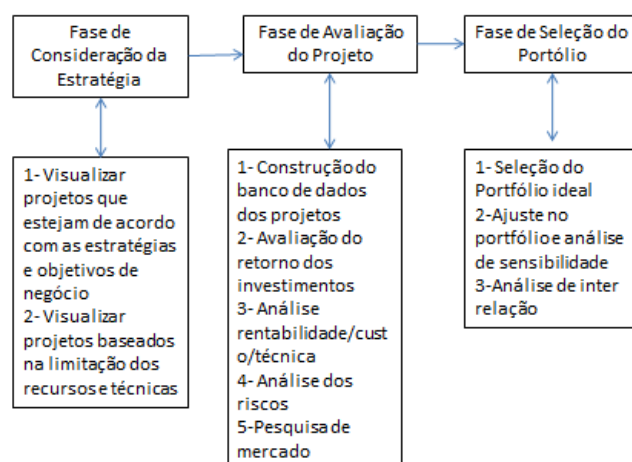 Fase de
Consideração da
Estratégia
Fase de Avaliação
do Projeto
Fase de Seleção do
Portólio
1- Visualizar
projetos que
estejam de acordo
com as estratégias
e objetivos de
negócio
2- Visualizar
projetos baseados
na limitação dos
recursos e técnicas
1- Construção do
banco de dados
dos projetos
2- Avaliação do
retorno dos
investimentos
3- Análise
rentabilidade/cust
o/técnica
4- Análise dos
riscos
5-Pesquisa de
mercado
1- Seleção do
Portfólio ideal
2-Ajuste no
portfólio e análise
de sensibilidade
3-Análise de inter
relação